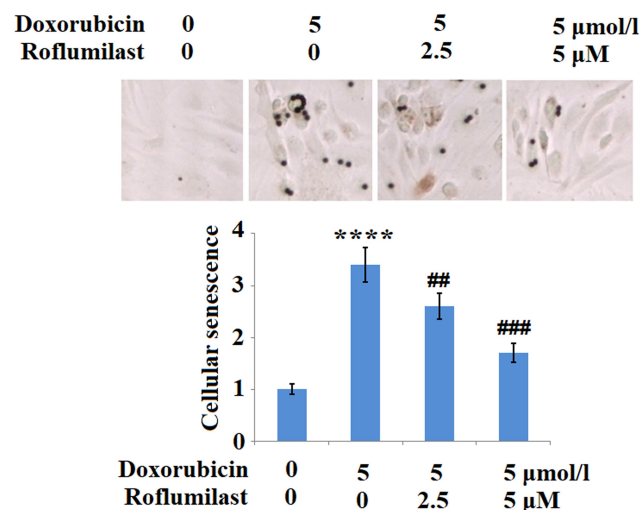 Doxorubicin 0 5 5 5 μmol/l
Roflumilast 0 0 2.5 5 μM
Cellular senescence
4
3
2
1
0
****
##
###
Doxorubicin 0 5 5 5 μmol/l
Roflumilast 0 0 2.5 5 μM